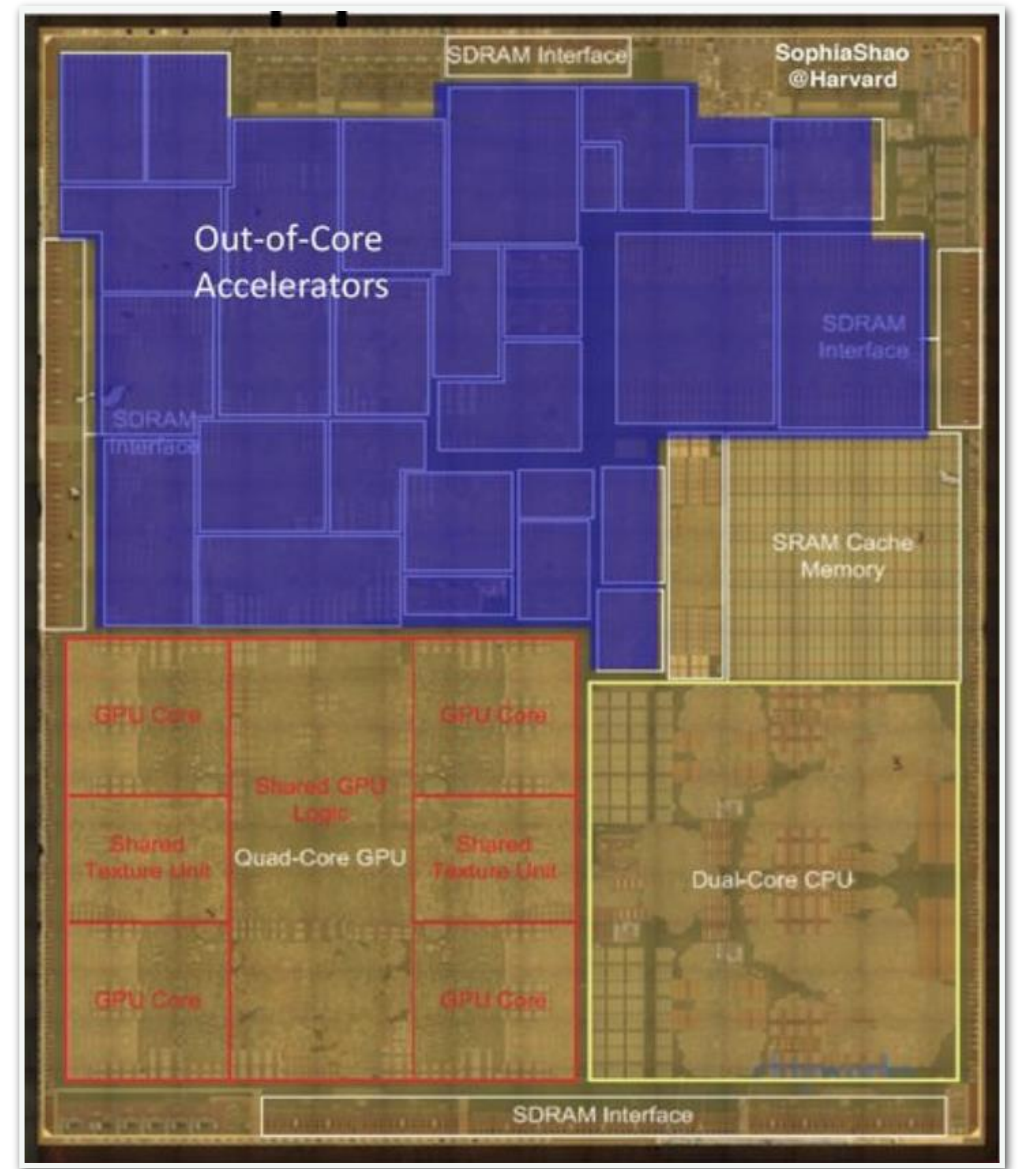 SDRAM Interface
SophiaShao
@Harvard
Out-of-Core
Accelerators
SDRAM
Interface
SDRAM
Interface
SRAM Cache
Memory
GPU Core
GPU Core
Shared GPU
Logic
Shared
Texture Unit
Quad-Core GPU
Shared
Texture Unit
Dual-Core CPU
GPU Core
GPU Core
SDRAM Interface